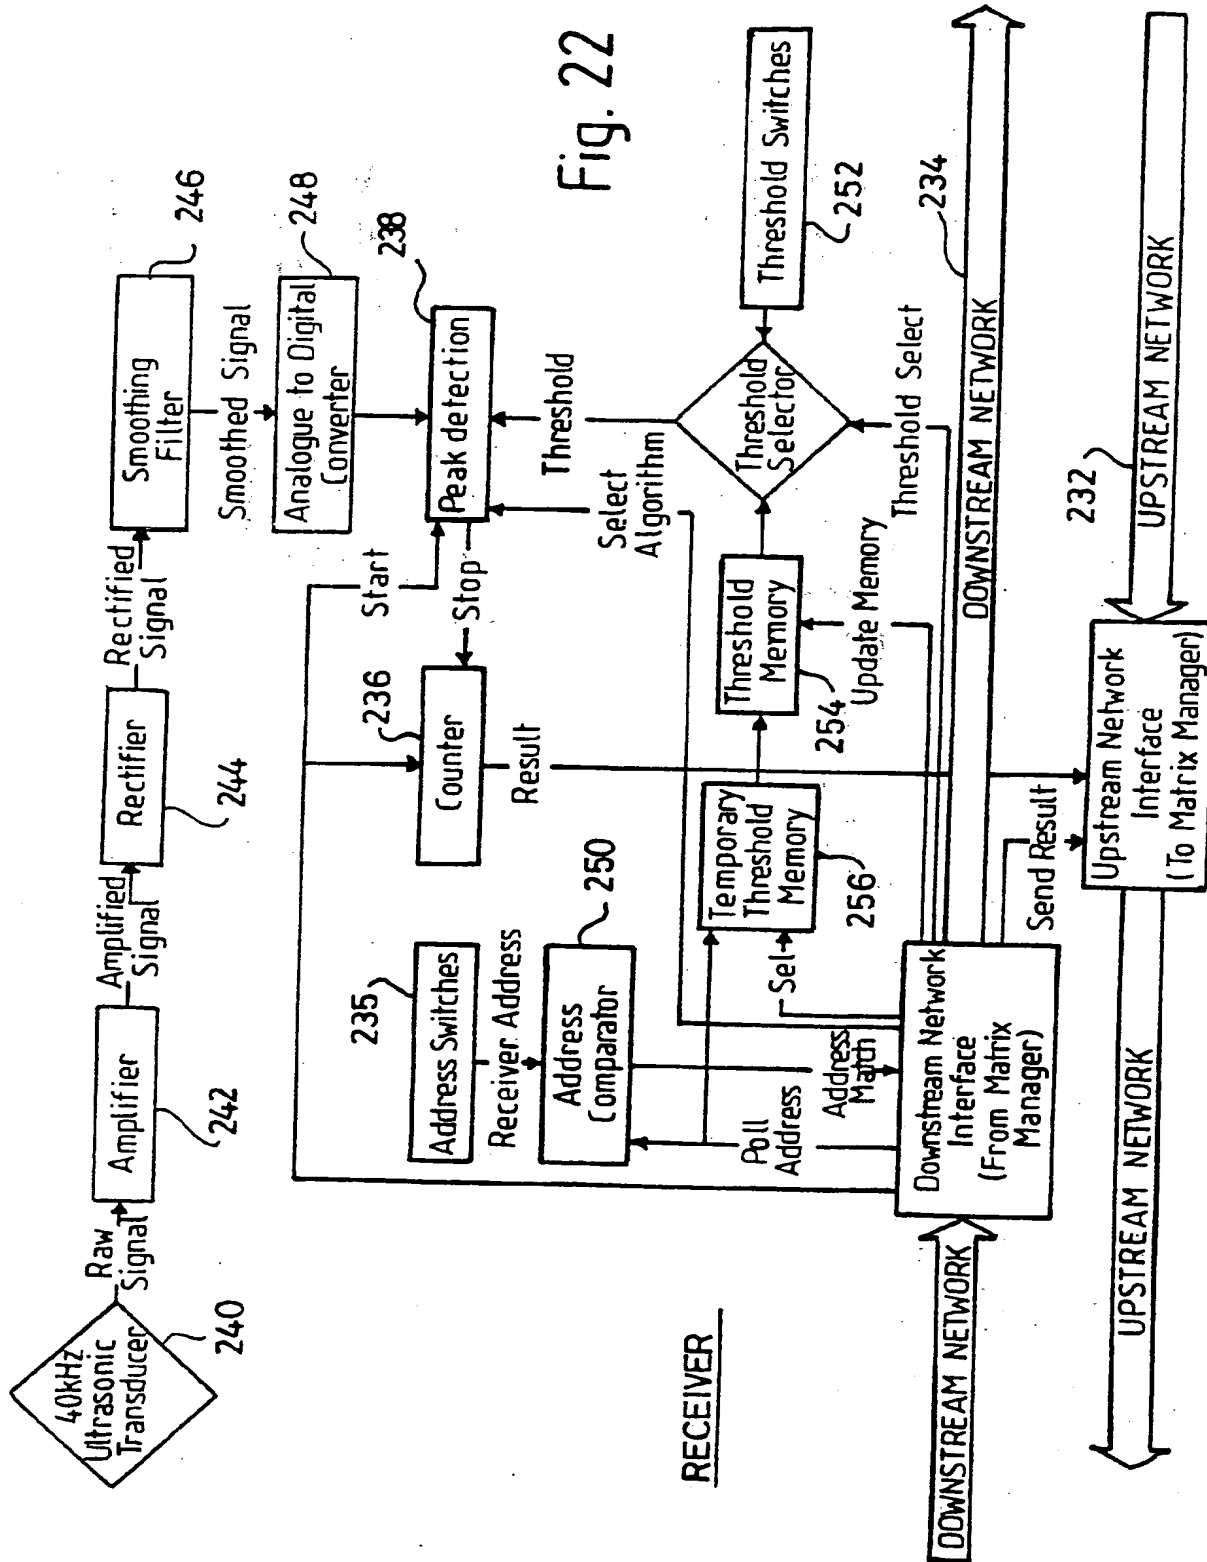 40kHz
Ultrasonic
Transducer
240
Raw
Signal
Amplifier
242
Amplified
Signal
Rectifier
244
Rectified
Signal
Smoothing
Filter
246
Smoothed Signal
Analogue to Digital
Converter
248
Peak detection
238
Start
Stop
Counter
236
Result
Address Switches
235
Receiver Address
Address
Comparator
250
Select
Algorithm
Threshold
Fig. 22
Threshold Switches
252
Threshold
Selector
Threshold
Memory
254
Temporary
Threshold
Memory
256
Sel
Poll
Address
Address
Match
Update Memory
Threshold Select
RECEIVER
Downstream Network
Interface
(From Matrix
Manager)
DOWNSTREAM NETWORK
DOWNSTREAM NETWORK
234
Send Result
Upstream Network
Interface
(To Matrix Manager)
UPSTREAM NETWORK
UPSTREAM NETWORK
232